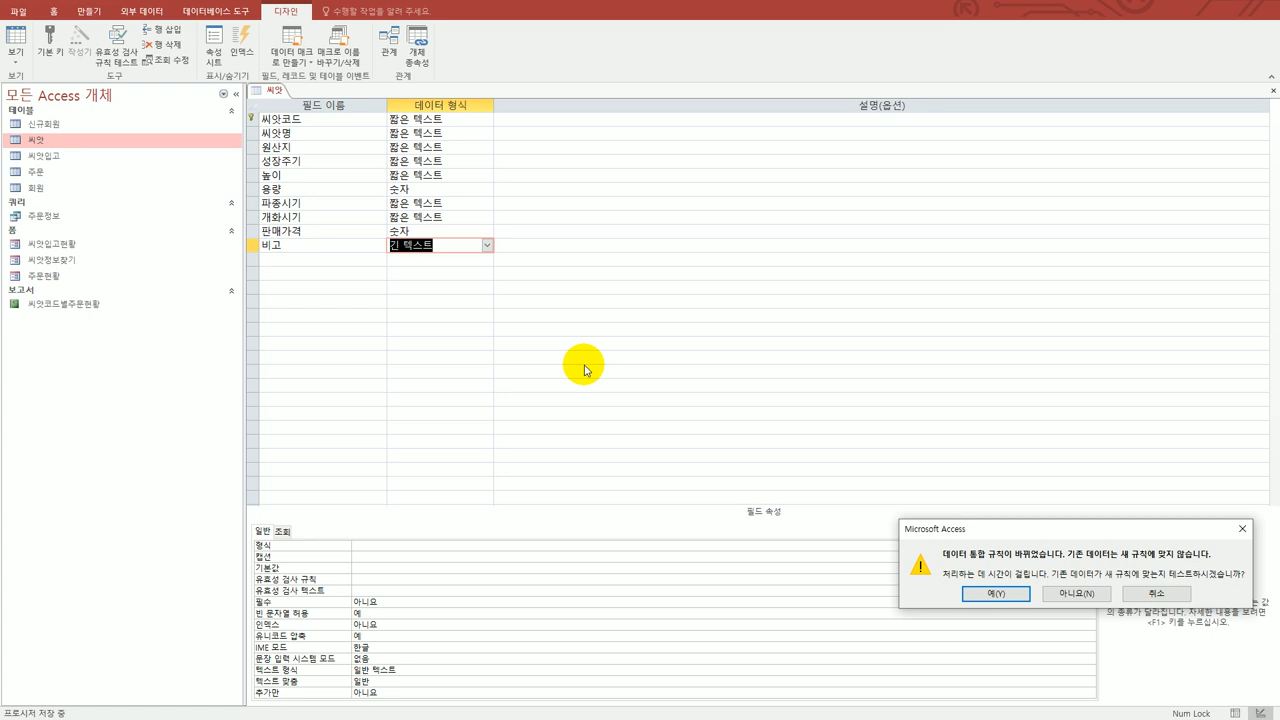 파일 홈 만들기 외부 데이터 데이터베이스 도구 디자인 수행할 작업을 알려 주세요.
보기
기본 키
작성기
유효성 검사
규칙 테스트
행 삽입
행 삭제
조회 수정
속성
시트
인덱스
데이터 매크
로 만들기
매크로 이름
바꾸기/삭제
관계
개체
종속성
보기 도구 표시/숨기기 필드, 레코드 및 테이블 이벤트 관계
모든 Access 개체
테이블
신규회원
씨앗
씨앗입고
주문
회원
쿼리
주문정보
폼
씨앗입고현황
씨앗정보찾기
주문현황
보고서
씨앗코드별주문현황
씨앗
필드 이름 데이터 형식 설명(옵션)
씨앗코드 짧은 텍스트
씨앗명 짧은 텍스트
원산지 짧은 텍스트
성장주기 짧은 텍스트
높이 짧은 텍스트
용량 숫자
파종시기 짧은 텍스트
개화시기 짧은 텍스트
판매가격 숫자
비고 긴 텍스트
필드 속성
일반 조회
형식
캡션
기본값
유효성 검사 규칙
유효성 검사 텍스트
필수 아니요
빈 문자열 허용 예
인덱스 아니요
유니코드 압축 예
IME 모드 한글
문장 입력 시스템 모드 없음
텍스트 형식 일반 텍스트
텍스트 맞춤 일반
추가만 아니요
Microsoft Access
데이터 통합 규칙이 바뀌었습니다. 기존 데이터는 새 규칙에 맞지 않습니다.
처리하는 데 시간이 걸립니다. 기존 데이터가 새 규칙에 맞는지 테스트하시겠습니까?
예(Y) 아니요(N) 취소
는 값
의 종류가 달라집니다. 자세한 내용을 보려면
<F1> 키를 누르십시오.
프로시저 저장 중 Num Lock